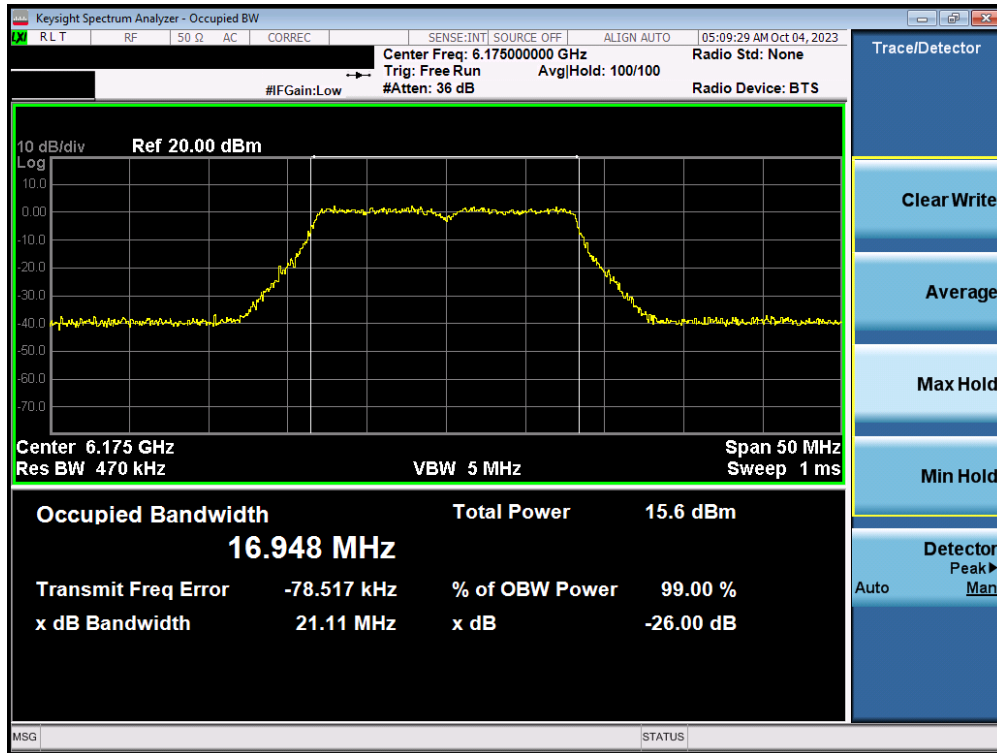 Keysight Spectrum Analyzer - Occupied BW
LXI RLT RF 50 Ω AC CORREC SENSE:INT SOURCE OFF ALIGN AUTO 05:09:29 AM Oct 04, 2023
Trace/Detector
Center Freq: 6.175000000 GHz Radio Std: None
Trig: Free Run Avg|Hold: 100/100
#IFGain:Low #Atten: 36 dB Radio Device: BTS
10 dB/div Ref 20.00 dBm
Log
10.0
0.00
-10.0
-20.0
-30.0
-40.0
-50.0
-60.0
-70.0
Center 6.175 GHz Span 50 MHz
Res BW 470 kHz VBW 5 MHz Sweep 1 ms
Occupied Bandwidth Total Power 15.6 dBm
16.948 MHz
Transmit Freq Error -78.517 kHz % of OBW Power 99.00 %
x dB Bandwidth 21.11 MHz x dB -26.00 dB
Clear Write
Average
Max Hold
Min Hold
Detector
Peak▶
Auto Man
MSG STATUS